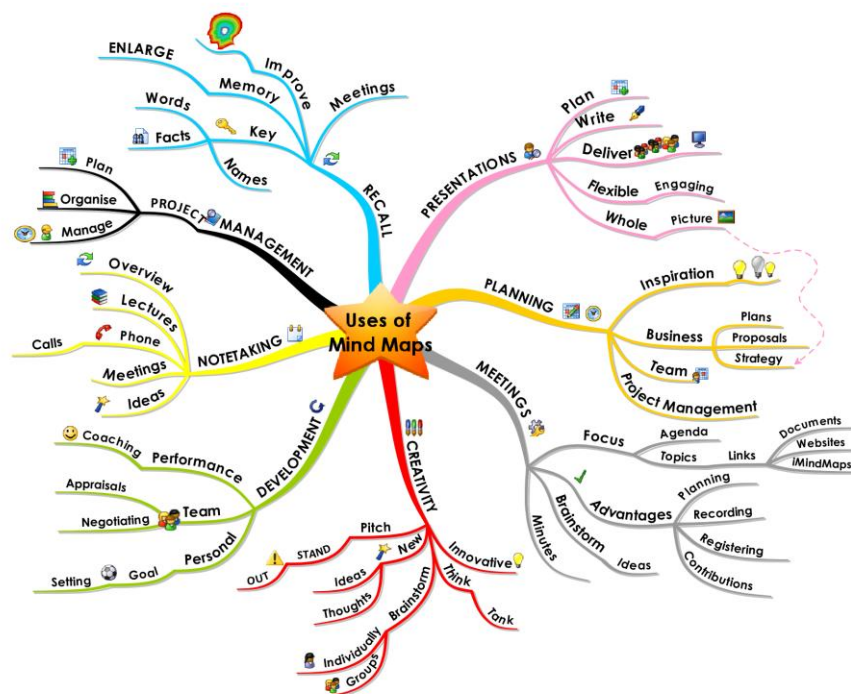 Uses of
Mind Maps
PRESENTATIONS
Plan
Write
Deliver
Flexible
Engaging
Whole
Picture
PLANNING
Inspiration
Business
Plans
Proposals
Strategy
Team
Project Management
MEETINGS
Focus
Agenda
Topics
Links
Documents
Websites
iMindMaps
Advantages
Planning
Recording
Registering
Contributions
Brainstorm
Ideas
Minutes
CREATIVITY
Innovative
Think
Tank
Brainstorm
Individually
Groups
New
Ideas
Thoughts
Pitch
STAND
OUT
DEVELOPMENT
Performance
Coaching
Team
Appraisals
Negotiating
Personal
Goal
Setting
NOTETAKING
Overview
Lectures
Phone
Calls
Meetings
Ideas
PROJECT
MANAGEMENT
Plan
Organise
Manage
RECALL
Meetings
Improve
Memory
ENLARGE
Key
Words
Facts
Names